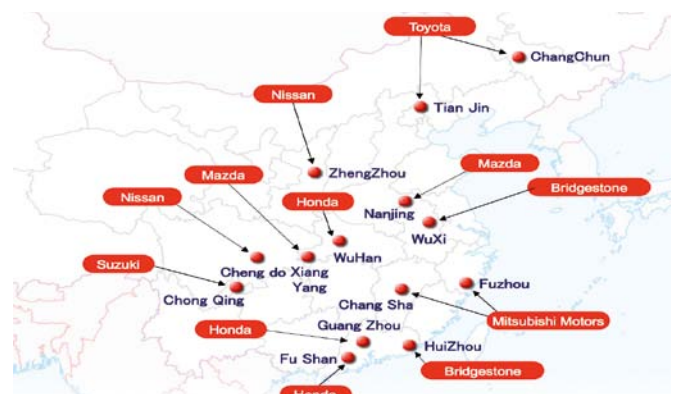 Toyota
ChangChun
Nissan
Tian Jin
Mazda
ZhengZhou
Mazda
Nissan
Honda
Bridgestone
Nanjing
WuXi
Suzuki
WuHan
Cheng do Xiang
Yang
Chong Qing
Fuzhou
Chang Sha
Mitsubishi Motors
Honda
Guang Zhou
HuiZhou
Fu Shan
Bridgestone
Honda